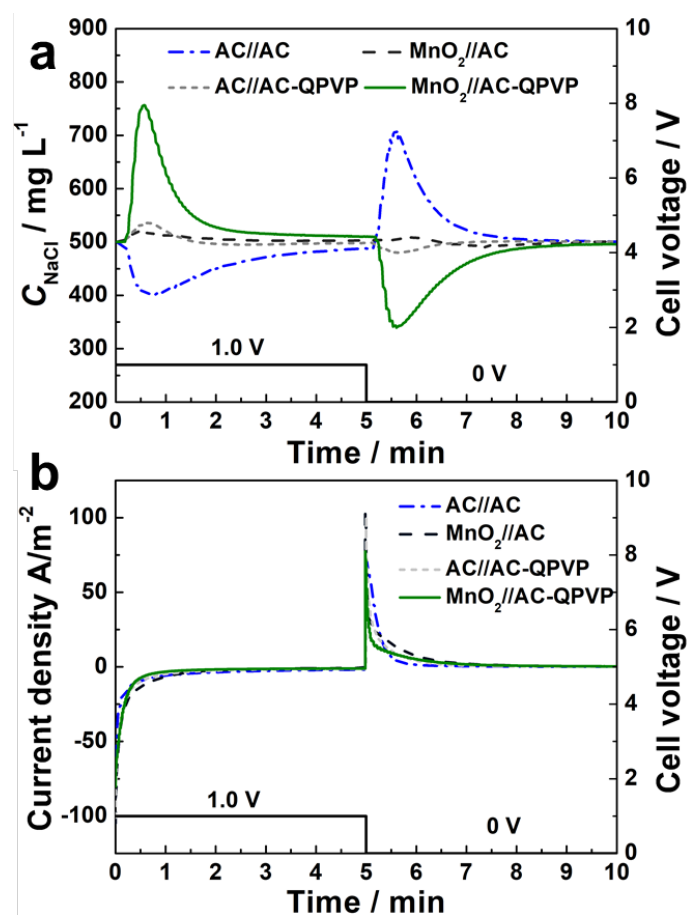 a
AC//AC
MnO₂//AC
AC//AC-QPVP
MnO₂//AC-QPVP
C_NaCl / mg L⁻¹
Cell voltage / V
900
800
700
600
500
400
300
200
10
8
6
4
2
0
1.0 V
0 V
0 1 2 3 4 5 6 7 8 9 10
Time / min
b
AC//AC
MnO₂//AC
AC//AC-QPVP
MnO₂//AC-QPVP
Current density A/m⁻²
Cell voltage / V
100
50
0
-50
-100
10
8
6
4
2
0
1.0 V
0 V
0 1 2 3 4 5 6 7 8 9 10
Time / min